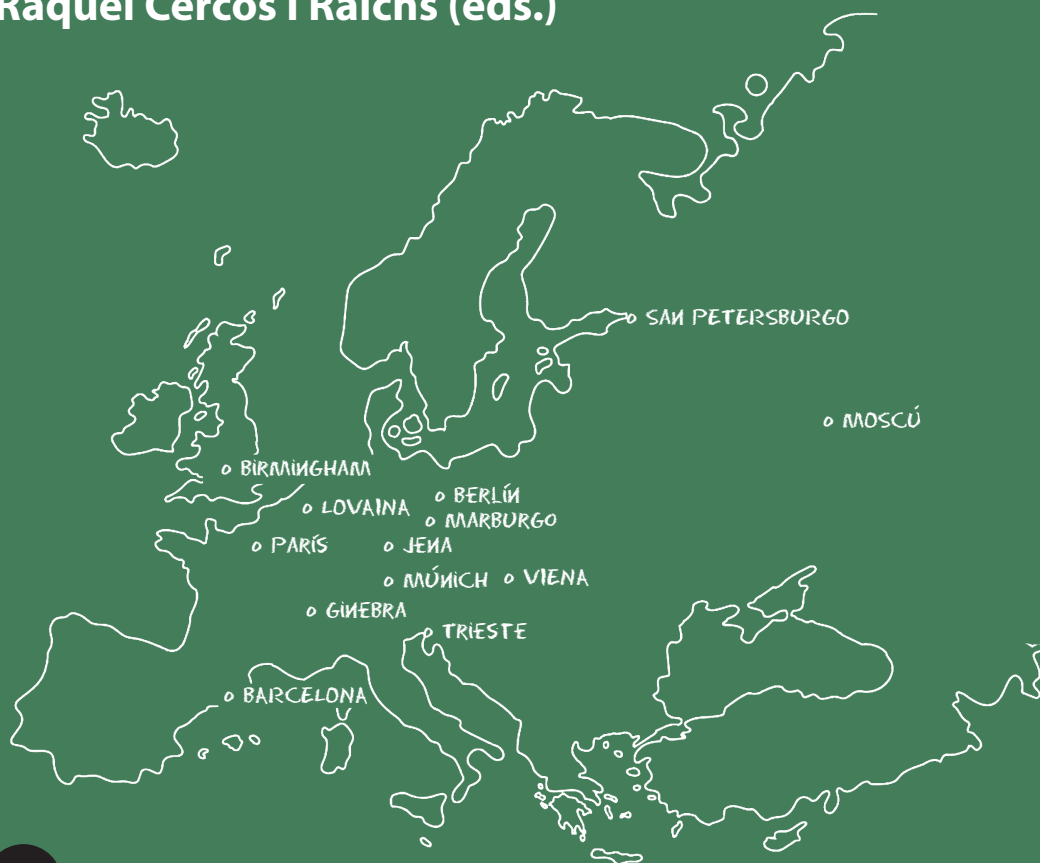 Raquel Cercós i Raichs (eds.)
SAN PETERSBURGO
MOSCÚ
BIRMINGHAM
BERLÍN
LOVAINA
MARBURGO
PARÍS
JENA
MÚNICH
VIENA
GINEBRA
TRIESTE
BARCELONA